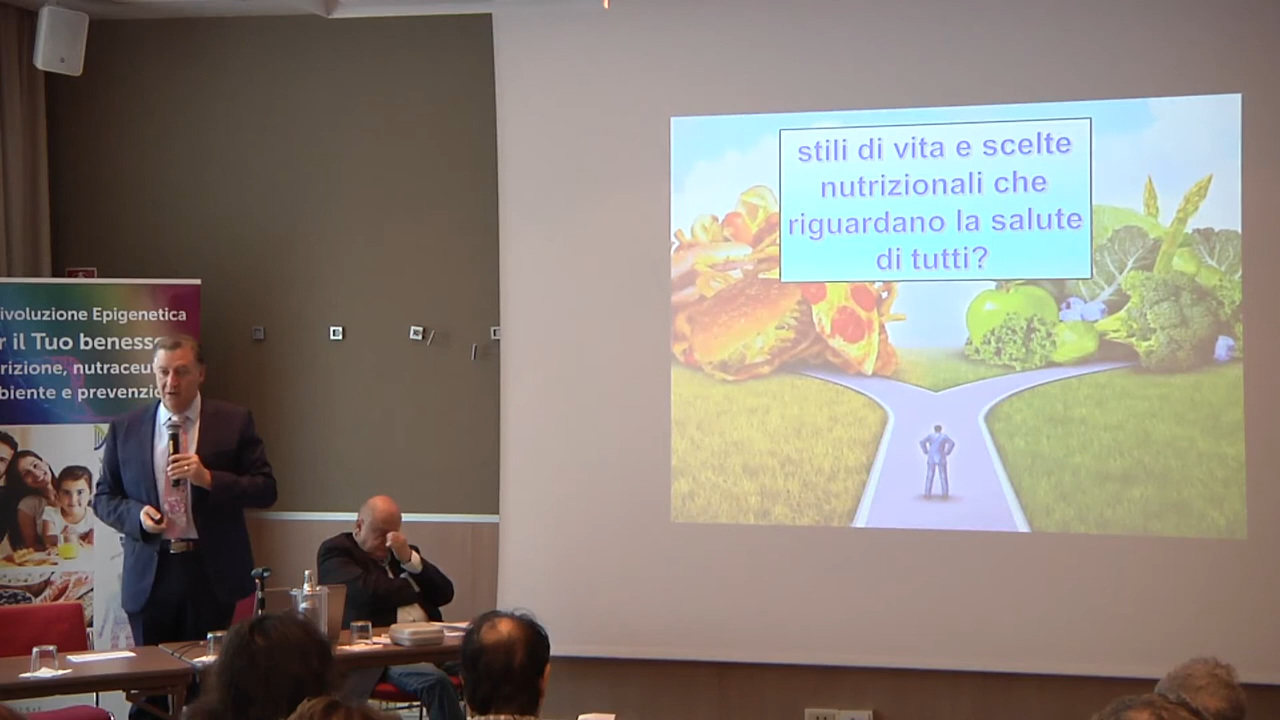 stili di vita e scelte
nutrizionali che
riguardano la salute
di tutti?
ivoluzione Epigenetica
r il Tuo beness
rizione, nutraceu
biente e prevenzio